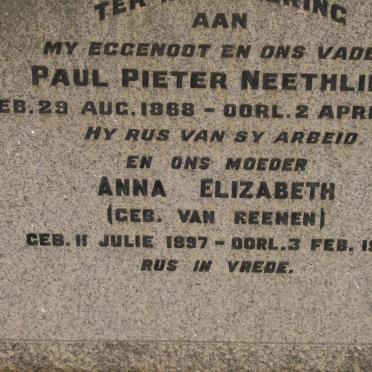 TER
AAN
MY EGGENOOT EN ONS VADE
PAUL PIETER NEETHLI
EB. 29 AUG. 1868 - OORL. 2 APR
HY RUS VAN SY ARBEID
EN ONS MOEDER
ANNA ELIZABETH
(GEB. VAN REENEN)
GEB. 11 JULIE 1897 - OORL. 3 FEB. 1
RUS IN VREDE.